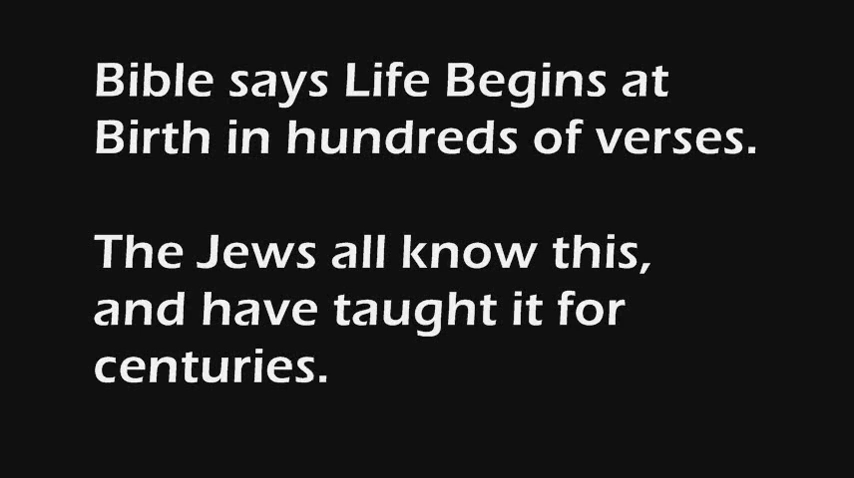 Bible says Life Begins at
Birth in hundreds of verses.
The Jews all know this,
and have taught it for
centuries.